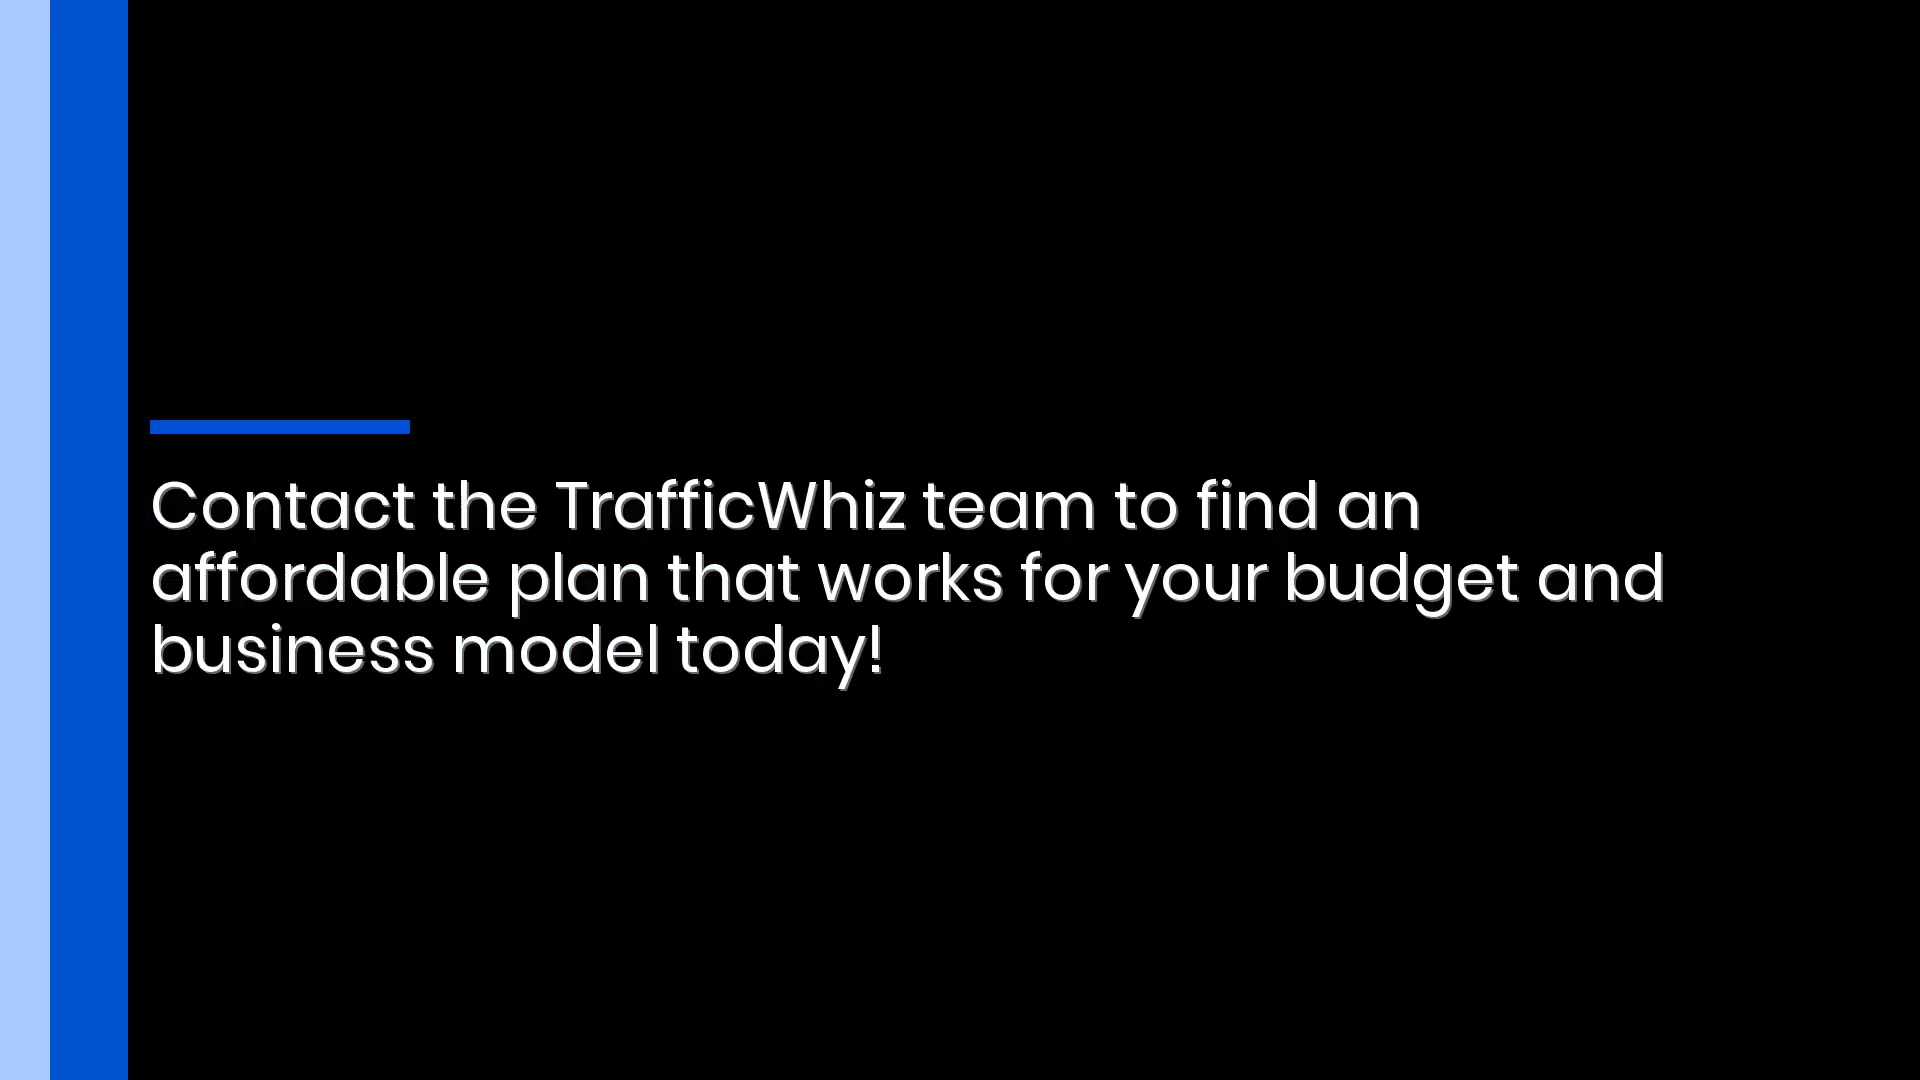 Contact the TrafficWhiz team to find an
affordable plan that works for your budget and
business model today!